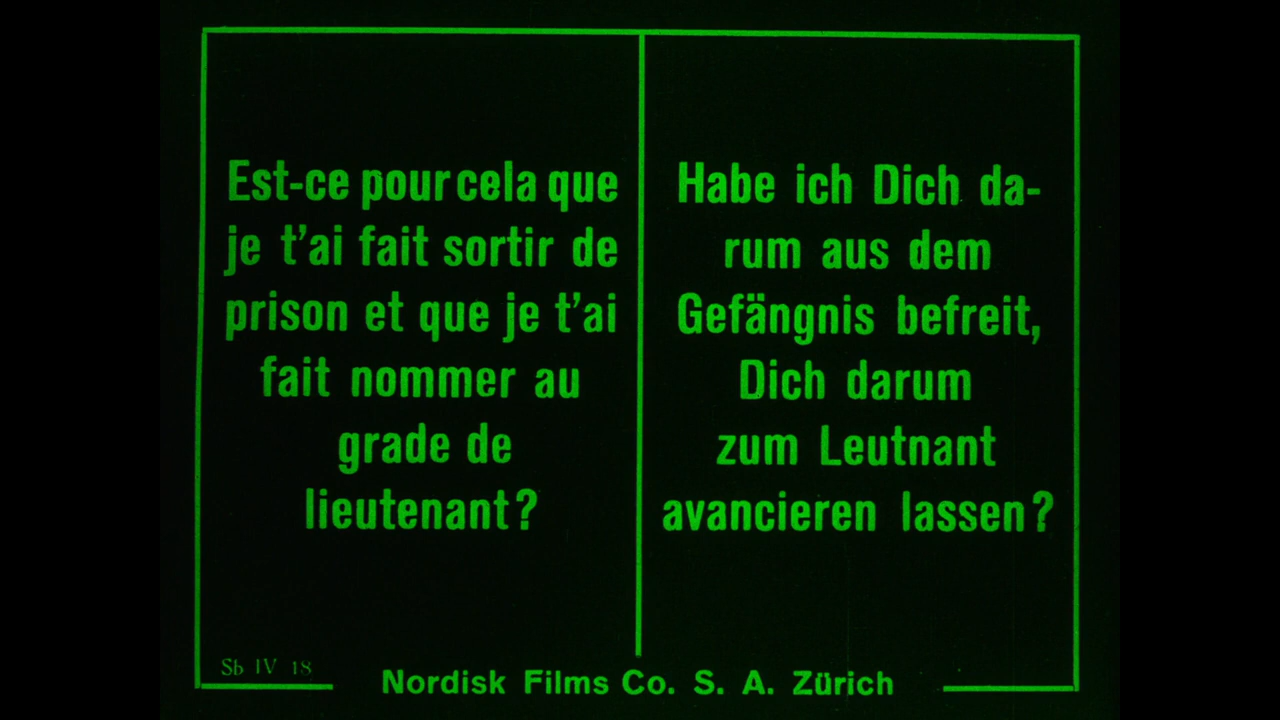 Est-ce pour cela que
je t'ai fait sortir de
prison et que je t'ai
fait nommer au
grade de
lieutenant?
Habe ich Dich da-
rum aus dem
Gefängnis befreit,
Dich darum
zum Leutnant
avancieren lassen?
Sb IV 18
Nordisk Films Co. S. A. Zürich